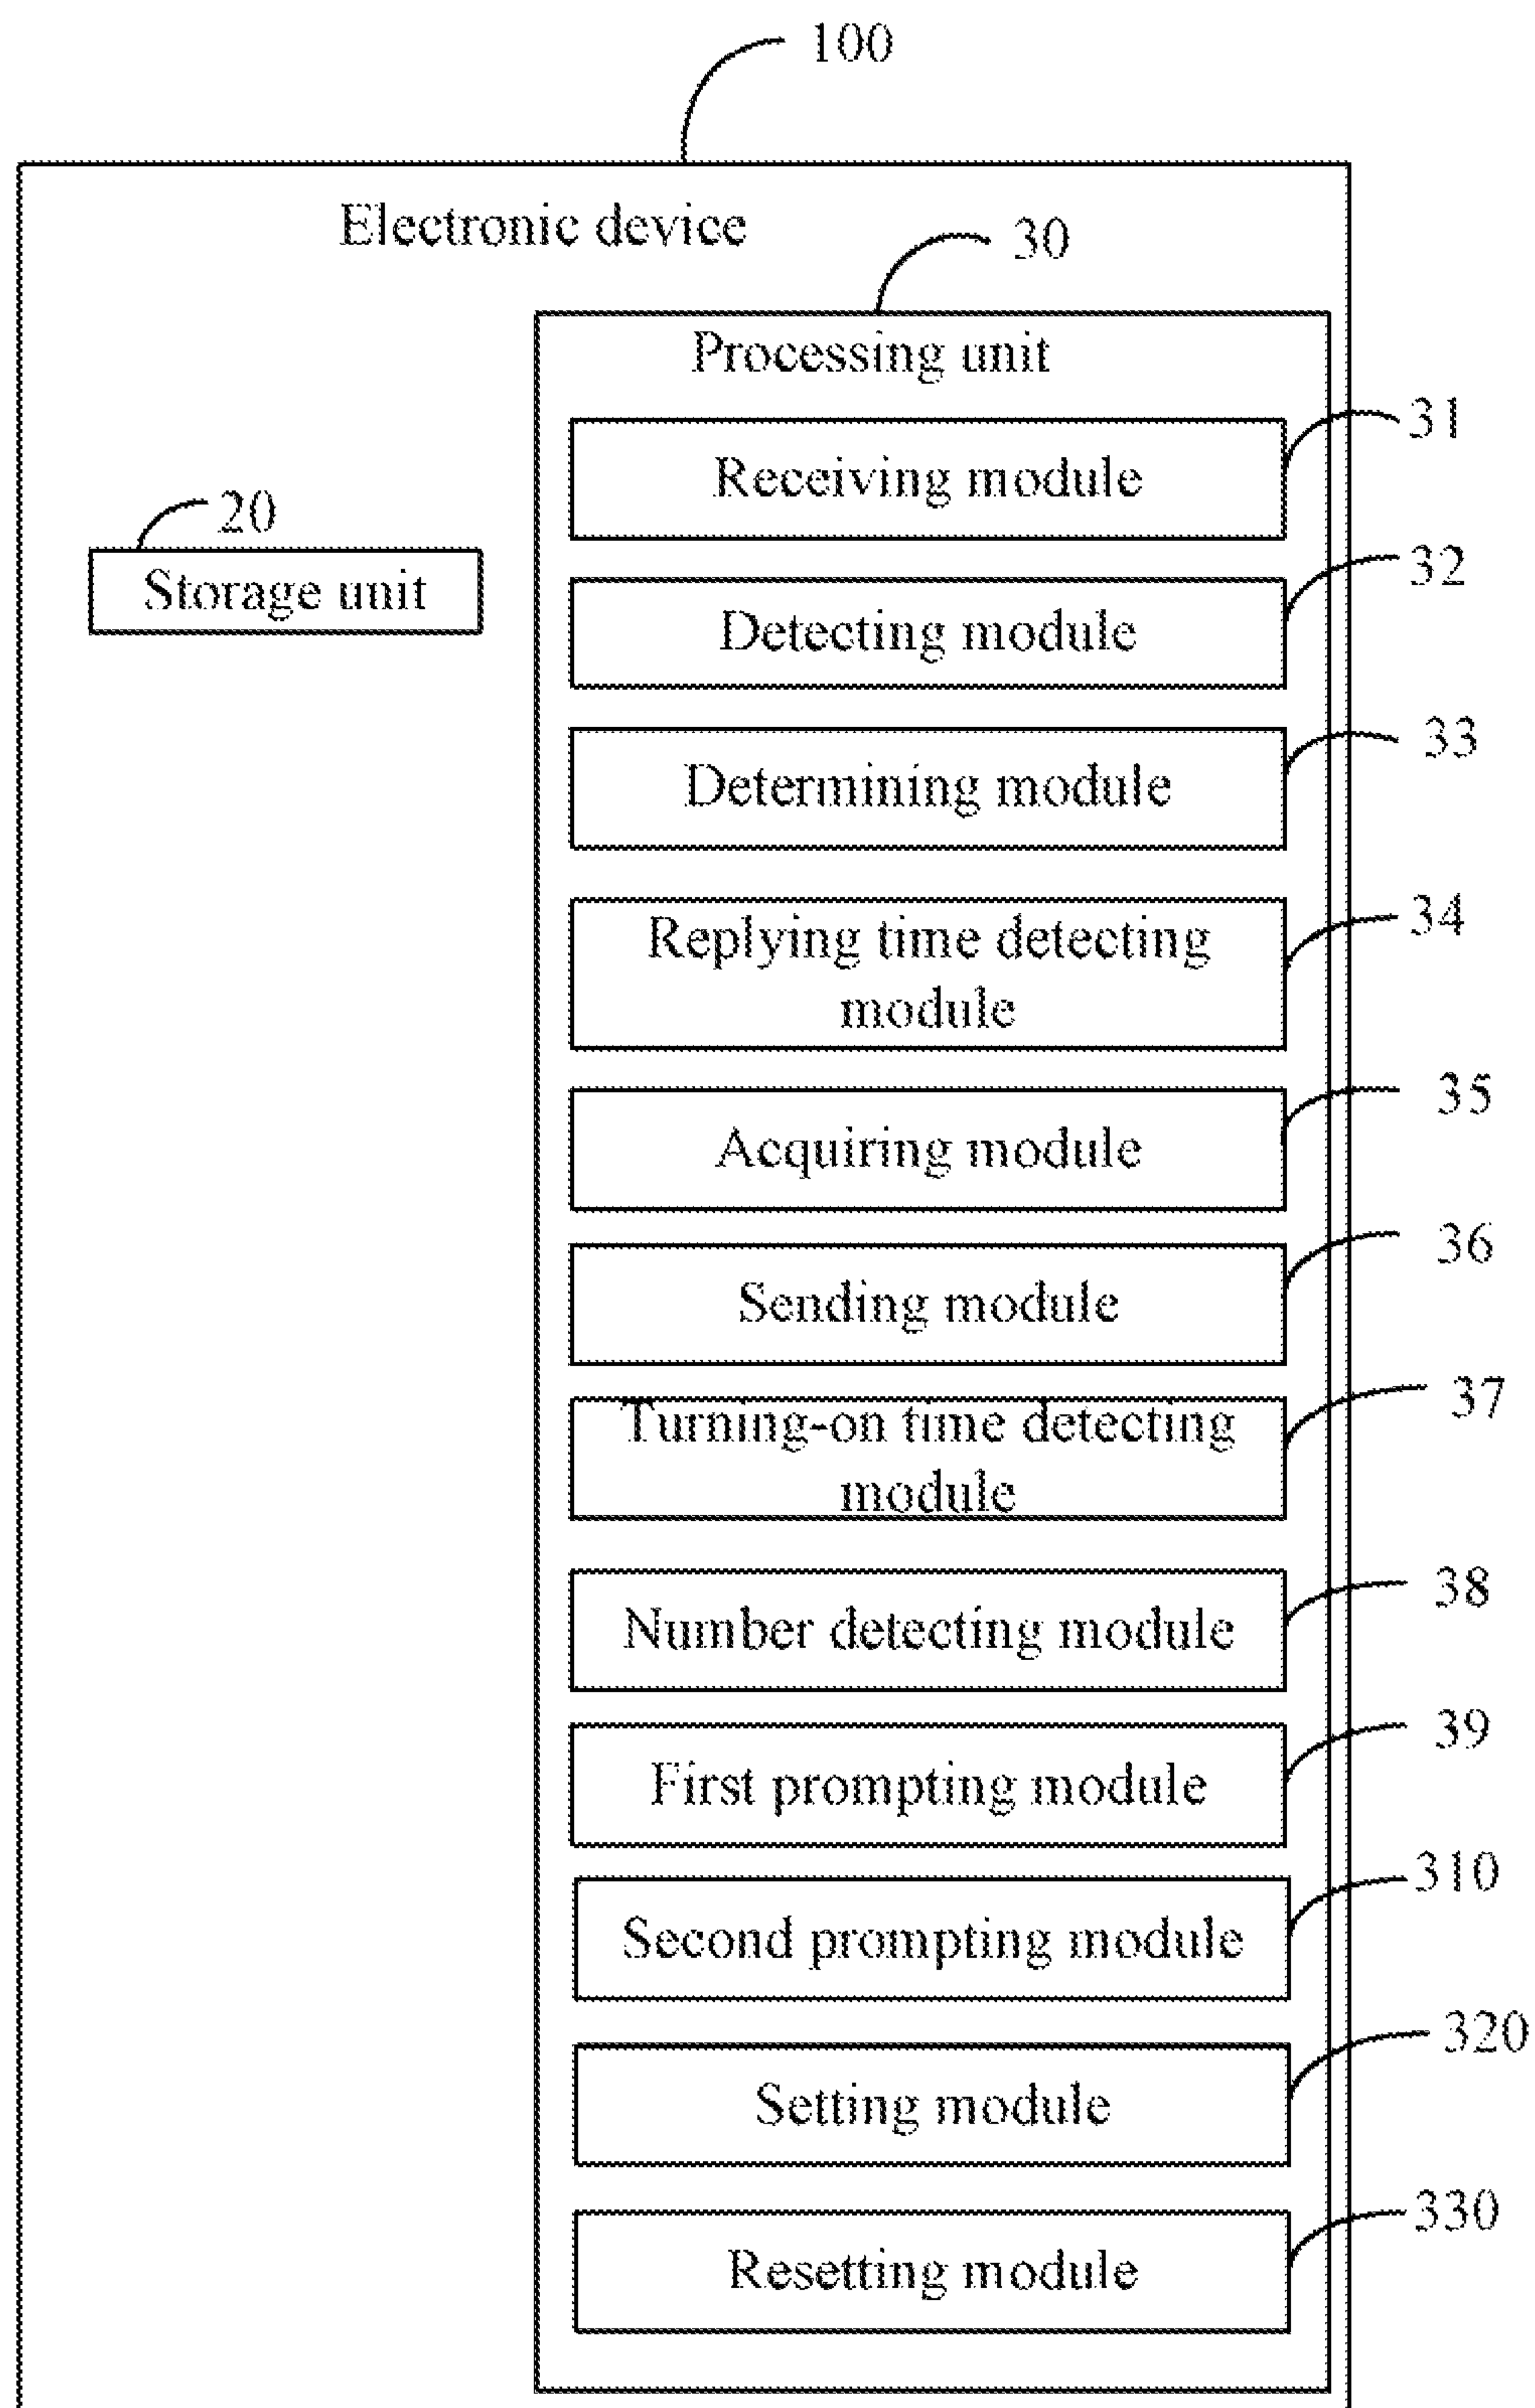 100
Electronic device
30
Processing unit
31
Receiving module
20
Storage unit
32
Detecting module
33
Determining module
34
Replying time detecting
module
35
Acquiring module
36
Sending module
37
Turning-on time detecting
module
38
Number detecting module
39
First prompting module
310
Second prompting module
320
Setting module
330
Resetting module